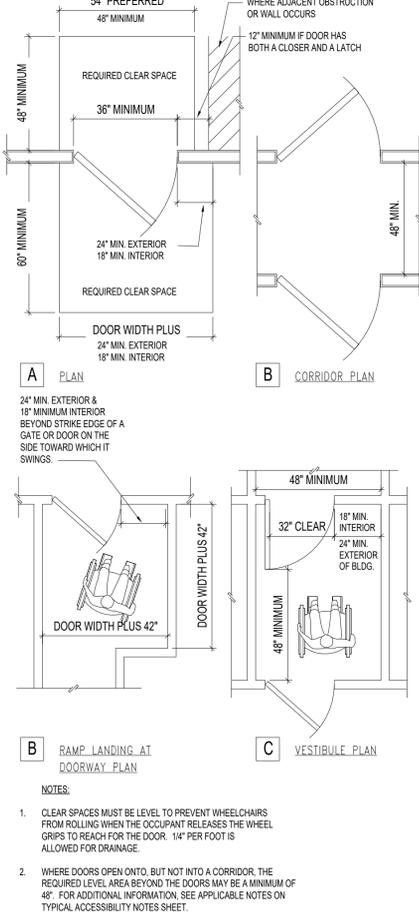 54" PREFERRED
48" MINIMUM
WHERE ADJACENT OBSTRUCTION
OR WALL OCCURS
12" MINIMUM IF DOOR HAS
BOTH A CLOSER AND A LATCH
REQUIRED CLEAR SPACE
36" MINIMUM
48" MINIMUM
60" MINIMUM
48" MIN.
24" MIN. EXTERIOR
18" MIN. INTERIOR
REQUIRED CLEAR SPACE
DOOR WIDTH PLUS
24" MIN. EXTERIOR
18" MIN. INTERIOR
A PLAN
B CORRIDOR PLAN
24" MIN. EXTERIOR &
18" MINIMUM INTERIOR
BEYOND STRIKE EDGE OF A
GATE OR DOOR ON THE
SIDE TOWARD WHICH IT
SWINGS.
DOOR WIDTH PLUS 42"
DOOR WIDTH PLUS 42"
48" MINIMUM
32" CLEAR
18" MIN.
INTERIOR
24" MIN.
EXTERIOR
OF BLDG.
48" MINIMUM
B RAMP LANDING AT
DOORWAY PLAN
C VESTIBULE PLAN
NOTES:
1. CLEAR SPACES MUST BE LEVEL TO PREVENT WHEELCHAIRS
FROM ROLLING WHEN THE OCCUPANT RELEASES THE WHEEL
GRIPS TO REACH FOR THE DOOR. 1/4" PER FOOT IS
ALLOWED FOR DRAINAGE.
2. WHERE DOORS OPEN ONTO, BUT NOT INTO A CORRIDOR, THE
REQUIRED LEVEL AREA BEYOND THE DOORS MAY BE A MINIMUM OF
48". FOR ADDITIONAL INFORMATION, SEE APPLICABLE NOTES ON
TYPICAL ACCESSIBILITY NOTES SHEET.